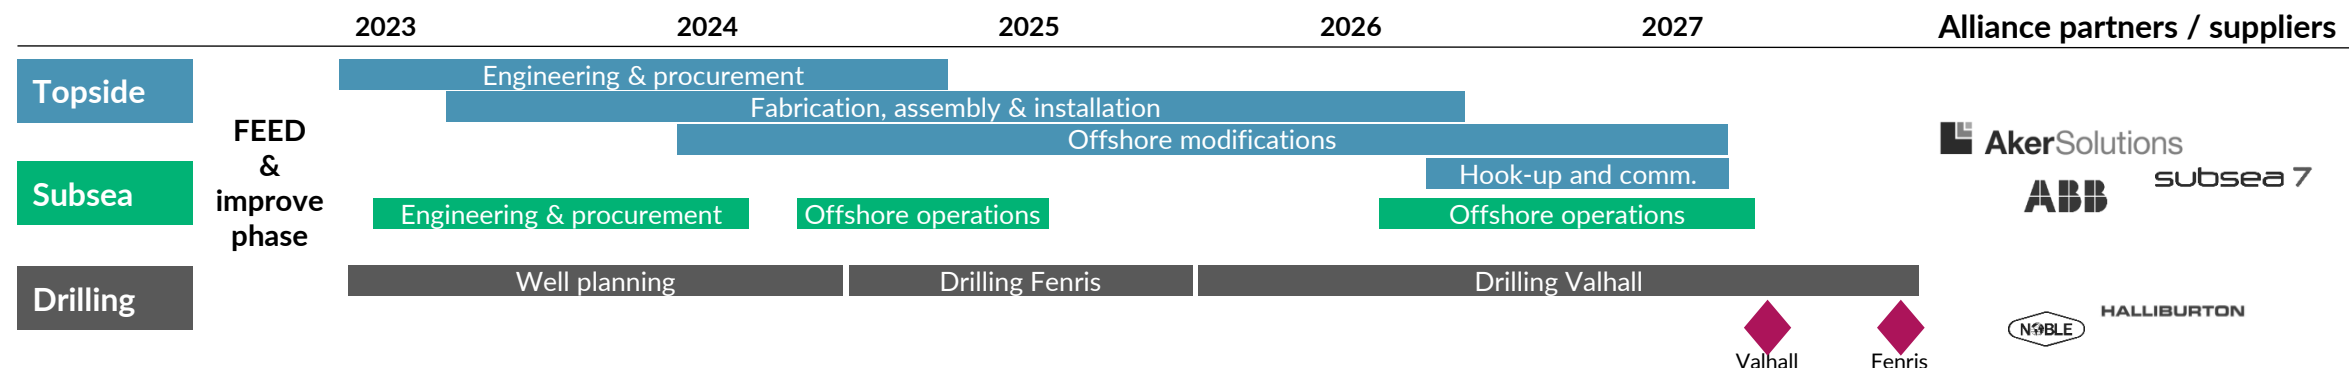 2023 2024 2025 2026 2027 Alliance partners / suppliers
Topside
Engineering & procurement
Fabrication, assembly & installation
Offshore modifications
Hook-up and comm.
FEED
&
improve
phase
Subsea
Engineering & procurement Offshore operations Offshore operations
Drilling
Well planning Drilling Fenris Drilling Valhall
Valhall Fenris
AkerSolutions
subsea 7
ABB
HALLIBURTON
NOBLE